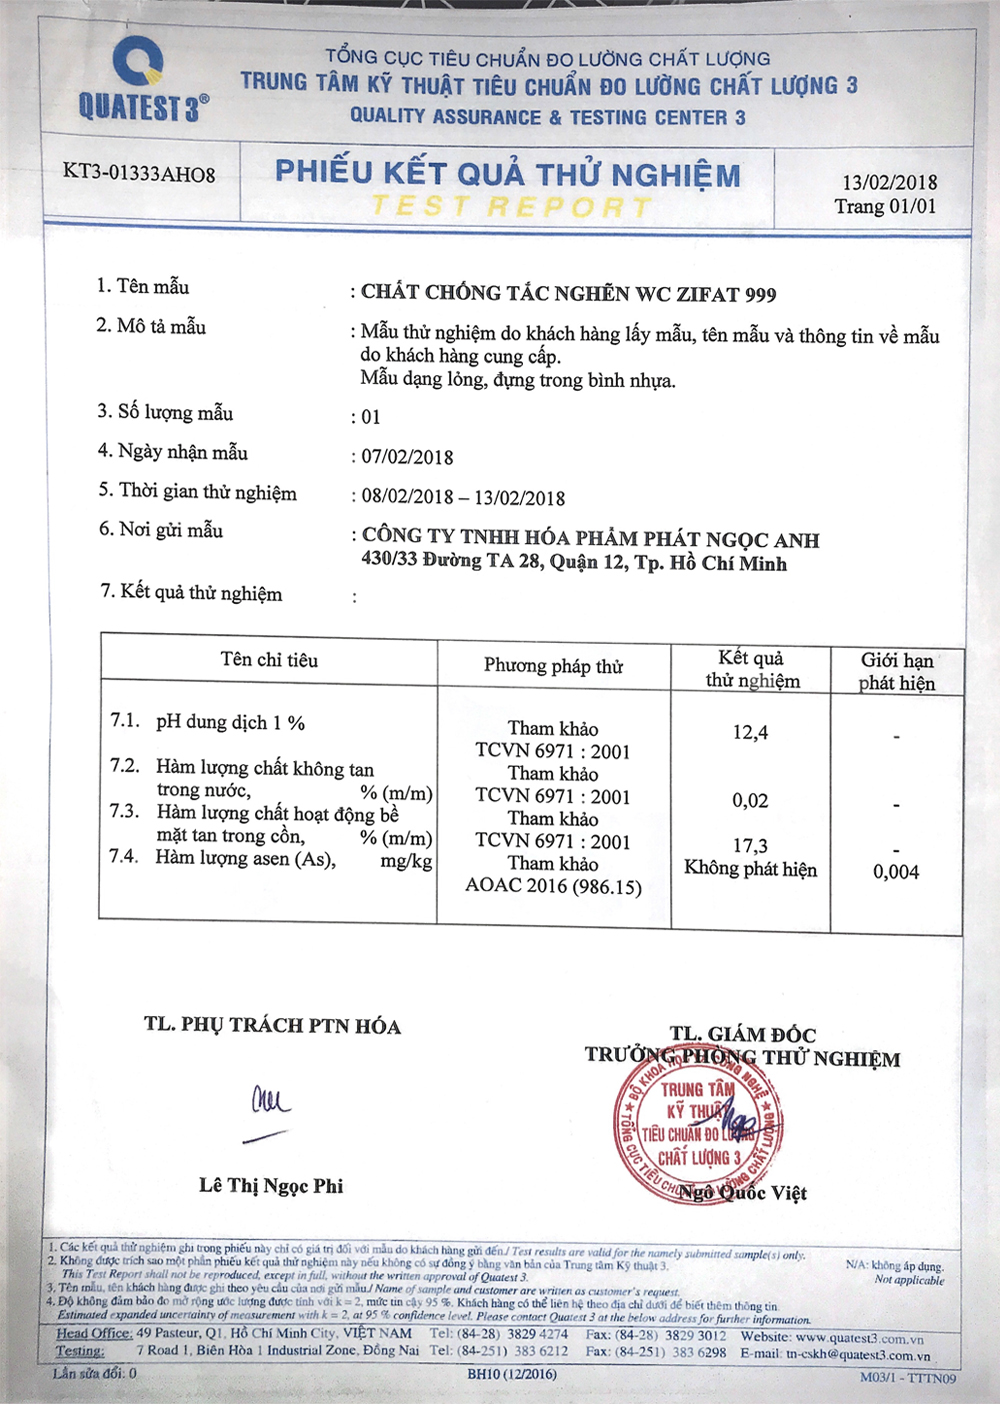 QUATEST 3®
TỔNG CỤC TIÊU CHUẨN ĐO LƯỜNG CHẤT LƯỢNG
TRUNG TÂM KỸ THUẬT TIÊU CHUẨN ĐO LƯỜNG CHẤT LƯỢNG 3
QUALITY ASSURANCE & TESTING CENTER 3
KT3-01333AHO8
PHIẾU KẾT QUẢ THỬ NGHIỆM
TEST REPORT
13/02/2018
Trang 01/01
1. Tên mẫu : CHẤT CHỐNG TẮC NGHẼN WC ZIFAT 999
2. Mô tả mẫu : Mẫu thử nghiệm do khách hàng lấy mẫu, tên mẫu và thông tin về mẫu
do khách hàng cung cấp.
Mẫu dạng lỏng, đựng trong bình nhựa.
3. Số lượng mẫu : 01
4. Ngày nhận mẫu : 07/02/2018
5. Thời gian thử nghiệm : 08/02/2018 – 13/02/2018
6. Nơi gửi mẫu : CÔNG TY TNHH HÓA PHẨM PHÁT NGỌC ANH
430/33 Đường TA 28, Quận 12, Tp. Hồ Chí Minh
7. Kết quả thử nghiệm :
Tên chỉ tiêu
Phương pháp thử
Kết quả
thử nghiệm
Giới hạn
phát hiện
7.1. pH dung dịch 1 %
Tham khảo
TCVN 6971 : 2001
12,4
-
7.2. Hàm lượng chất không tan
trong nước, % (m/m)
Tham khảo
TCVN 6971 : 2001
0,02
-
7.3. Hàm lượng chất hoạt động bề
mặt tan trong cồn, % (m/m)
Tham khảo
TCVN 6971 : 2001
17,3
-
7.4. Hàm lượng asen (As), mg/kg
Tham khảo
AOAC 2016 (986.15)
Không phát hiện
0,004
TL. PHỤ TRÁCH PTN HÓA
Lê Thị Ngọc Phi
TL. GIÁM ĐỐC
TRƯỞNG PHÒNG THỬ NGHIỆM
BỘ KHOA HỌC VÀ CÔNG NGHỆ
TRUNG TÂM
KỸ THUẬT
TIÊU CHUẨN ĐO LƯỜNG
CHẤT LƯỢNG 3
TỔNG CỤC TIÊU CHUẨN ĐO LƯỜNG CHẤT LƯỢNG
Ngô Quốc Việt
1. Các kết quả thử nghiệm ghi trong phiếu này chỉ có giá trị đối với mẫu do khách hàng gửi đến./ Test results are valid for the namely submitted sample(s) only.
2. Không được trích sao một phần phiếu kết quả thử nghiệm này nếu không có sự đồng ý bằng văn bản của Trung tâm Kỹ thuật 3.
This Test Report shall not be reproduced, except in full, without the written approval of Quatest 3.
N/A: không áp dụng.
Not applicable
3. Tên mẫu, tên khách hàng được ghi theo yêu cầu của nơi gửi mẫu./ Name of sample and customer are written as customer's request.
4. Độ không đảm bảo đo mở rộng ước lượng được tính với k = 2, mức tin cậy 95 %. Khách hàng có thể liên hệ theo địa chỉ dưới để biết thêm thông tin
Estimated expanded uncertainty of measurement with k = 2, at 95 % confidence level. Please contact Quatest 3 at the below address for further information.
Head Office: 49 Pasteur, Q1, Hồ Chí Minh City, VIỆT NAM Tel: (84-28) 3829 4274 Fax: (84-28) 3829 3012 Website: www.quatest3.com.vn
Testing: 7 Road 1, Biên Hòa 1 Industrial Zone, Đồng Nai Tel: (84-251) 383 6212 Fax: (84-251) 383 6298 E-mail: tn-cskh@quatest3.com.vn
Lần sửa đổi: 0
BH10 (12/2016)
M03/1 - TTTN09